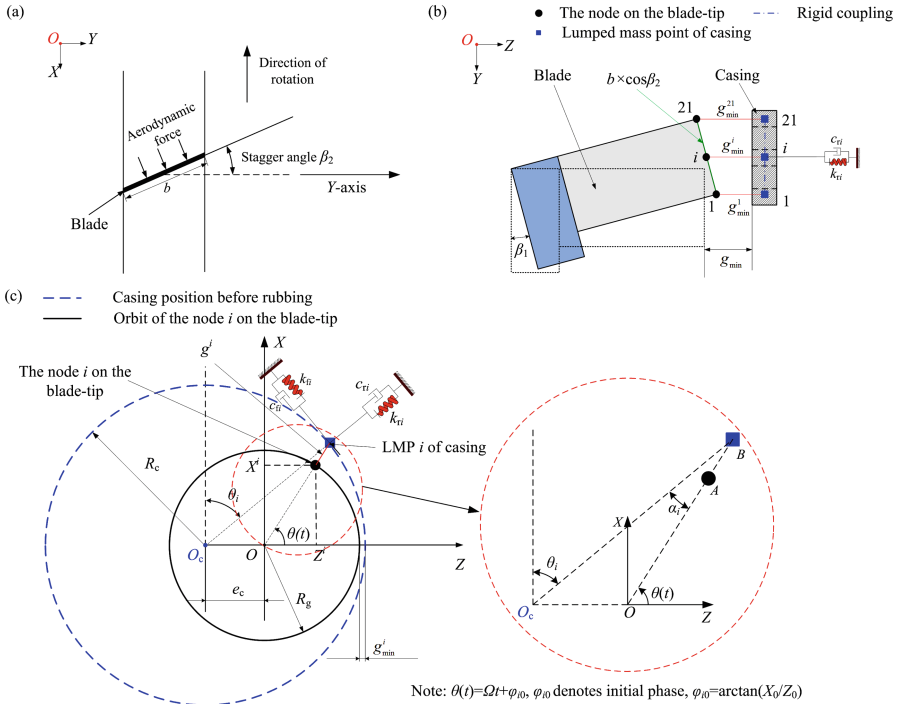 (a)
O
Y
X
Direction of
rotation
Aerodynamic
force
b
Stagger angle β₂
Y-axis
Blade
(b)
The node on the blade-tip
Rigid coupling
Lumped mass point of casing
O
Z
Y
Blade
b×cosβ₂
Casing
21
g²¹min
21
i
gⁱmin
i
cri
kri
1
g¹min
1
β₁
gmin
(c)
Casing position before rubbing
Orbit of the node i on the blade-tip
gⁱ
X
The node i on the
blade-tip
kti
cti
cri
kri
LMP i of casing
Xⁱ
Rc
θi
θ(t)
Oc
O
Zⁱ
Z
ec
Rg
gⁱmin
B
A
αi
X
θi
θ(t)
Oc
O
Z
Note: θ(t)=Ωt+φi0, φi0 denotes initial phase, φi0=arctan(X₀/Z₀)